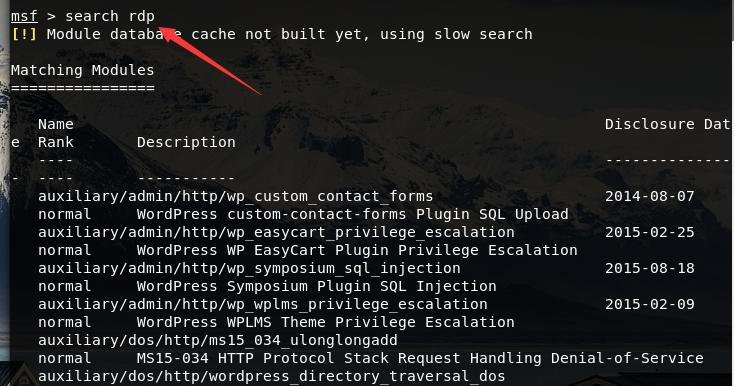 msf > search rdp
[!] Module database cache not built yet, using slow search
Matching Modules
================
Name Disclosure Dat
e Rank Description
---- --------------
- ---- -----------
auxiliary/admin/http/wp_custom_contact_forms 2014-08-07
normal WordPress custom-contact-forms Plugin SQL Upload
auxiliary/admin/http/wp_easycart_privilege_escalation 2015-02-25
normal WordPress WP EasyCart Plugin Privilege Escalation
auxiliary/admin/http/wp_symposium_sql_injection 2015-08-18
normal WordPress Symposium Plugin SQL Injection
auxiliary/admin/http/wp_wplms_privilege_escalation 2015-02-09
normal WordPress WPLMS Theme Privilege Escalation
auxiliary/dos/http/ms15_034_ulonglongadd
normal MS15-034 HTTP Protocol Stack Request Handling Denial-of-Service
auxiliary/dos/http/wordpress_directory_traversal_dos